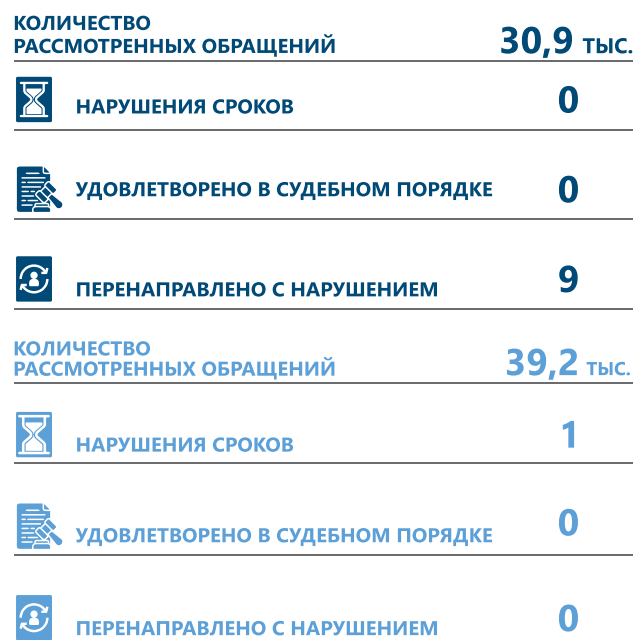 КОЛИЧЕСТВО
РАССМОТРЕННЫХ ОБРАЩЕНИЙ 30,9 ТЫС.
НАРУШЕНИЯ СРОКОВ 0
УДОВЛЕТВОРЕНО В СУДЕБНОМ ПОРЯДКЕ 0
ПЕРЕНАПРАВЛЕНО С НАРУШЕНИЕМ 9
КОЛИЧЕСТВО
РАССМОТРЕННЫХ ОБРАЩЕНИЙ 39,2 ТЫС.
НАРУШЕНИЯ СРОКОВ 1
УДОВЛЕТВОРЕНО В СУДЕБНОМ ПОРЯДКЕ 0
ПЕРЕНАПРАВЛЕНО С НАРУШЕНИЕМ 0